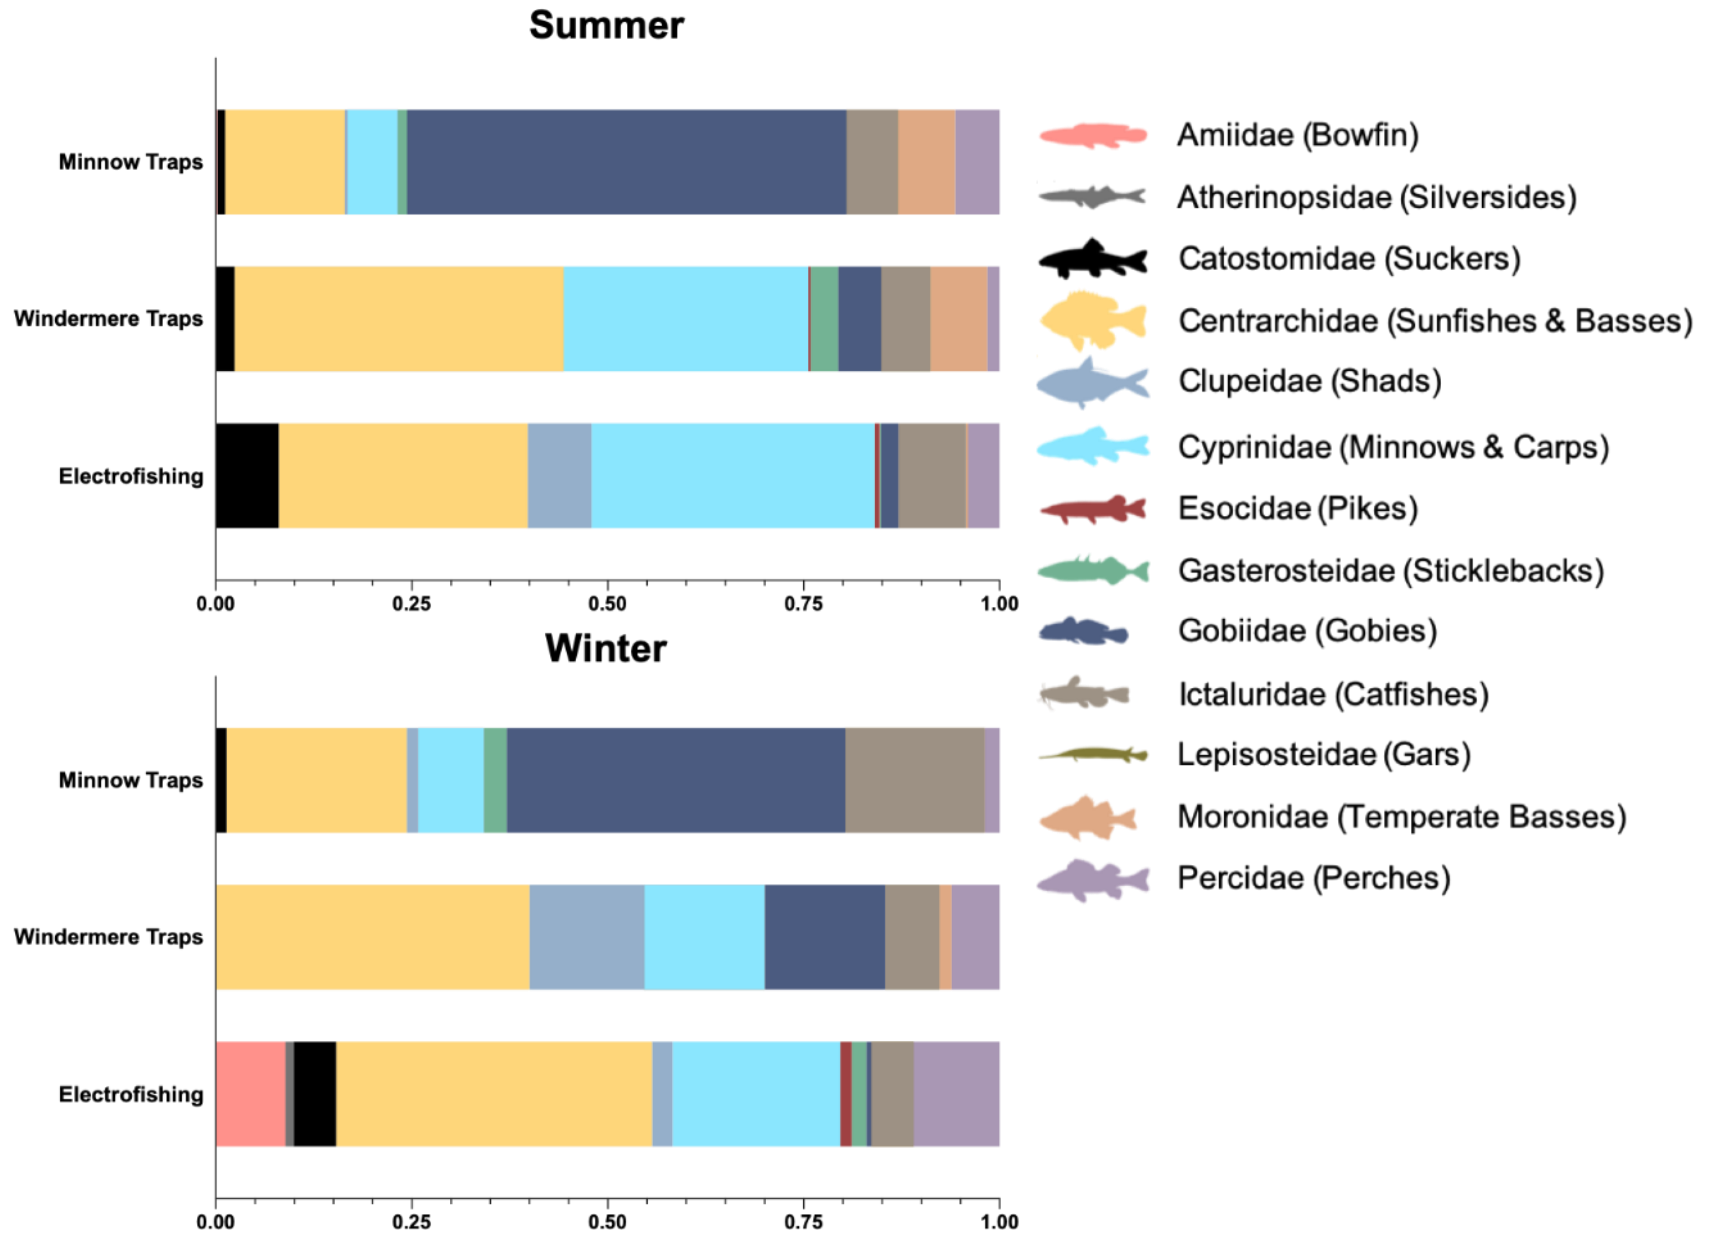 Summer
Minnow Traps
Windermere Traps
Electrofishing
0.00 0.25 0.50 0.75 1.00
Winter
Minnow Traps
Windermere Traps
Electrofishing
0.00 0.25 0.50 0.75 1.00
Amiidae (Bowfin)
Atherinopsidae (Silversides)
Catostomidae (Suckers)
Centrarchidae (Sunfishes & Basses)
Clupeidae (Shads)
Cyprinidae (Minnows & Carps)
Esocidae (Pikes)
Gasterosteidae (Sticklebacks)
Gobiidae (Gobies)
Ictaluridae (Catfishes)
Lepisosteidae (Gars)
Moronidae (Temperate Basses)
Percidae (Perches)